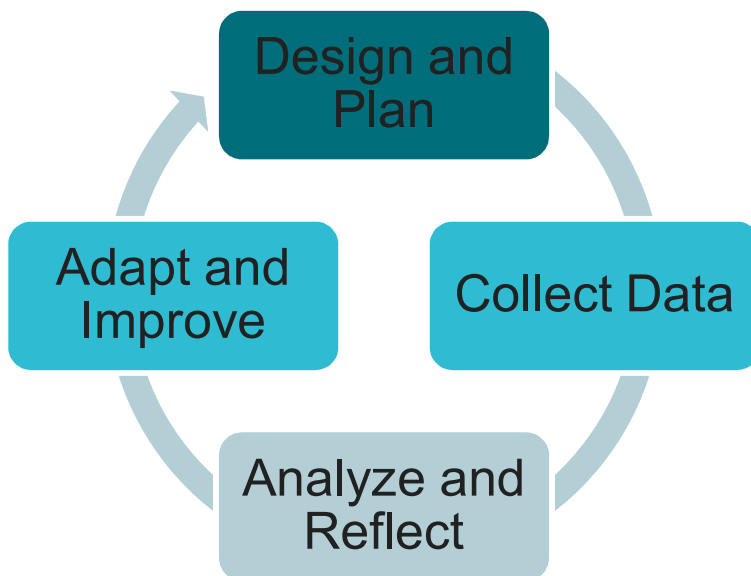 Design and
Plan
Collect Data
Analyze and
Reflect
Adapt and
Improve